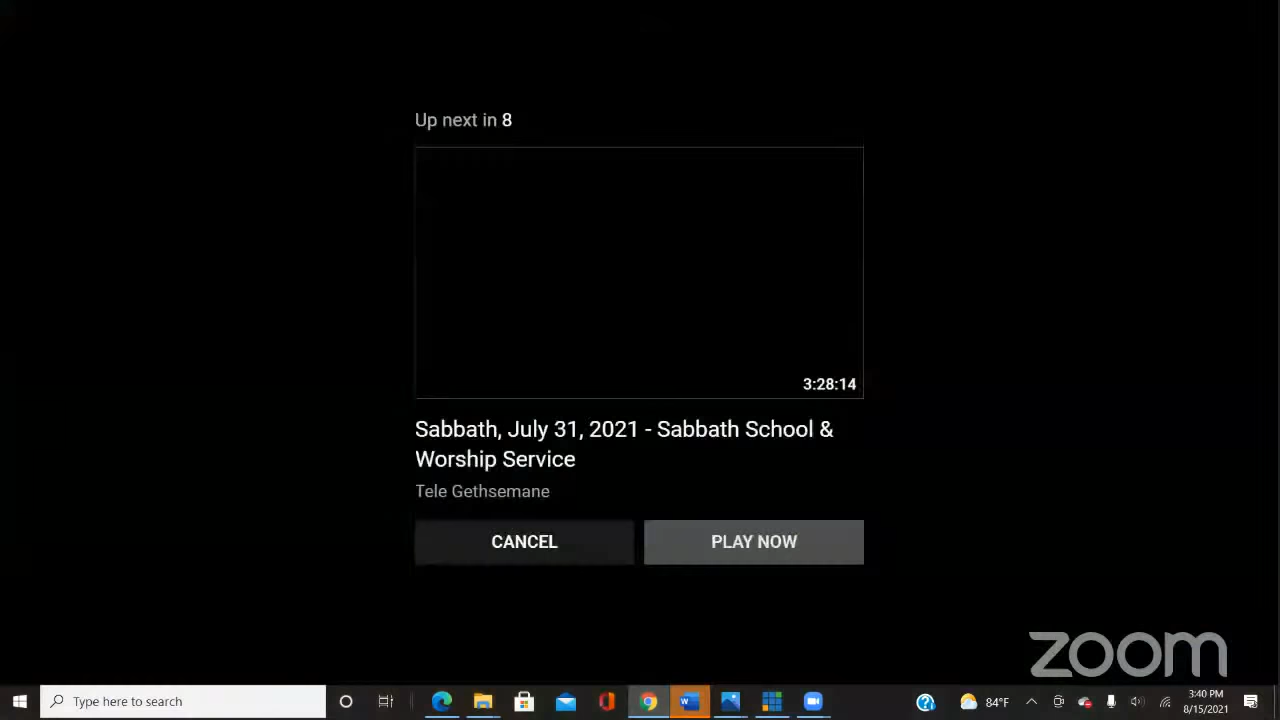 Up next in 8
3:28:14
Sabbath, July 31, 2021 - Sabbath School &
Worship Service
Tele Gethsemane
CANCEL
PLAY NOW
zoom
Type here to search
84°F
3:40 PM
8/15/2021